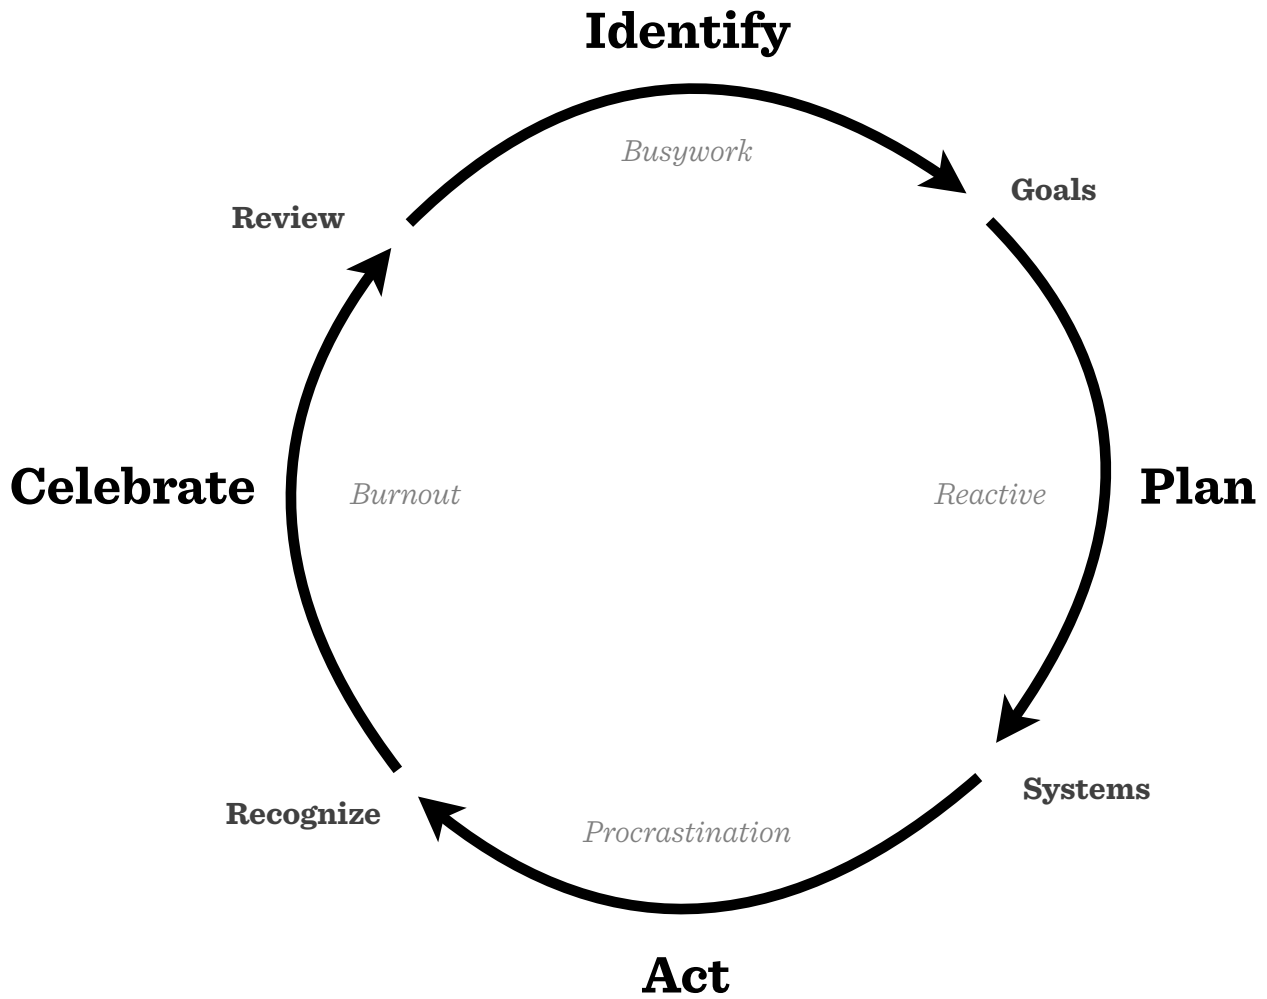 Identify
Busywork
Goals
Review
Celebrate
Burnout
Reactive
Plan
Systems
Recognize
Procrastination
Act